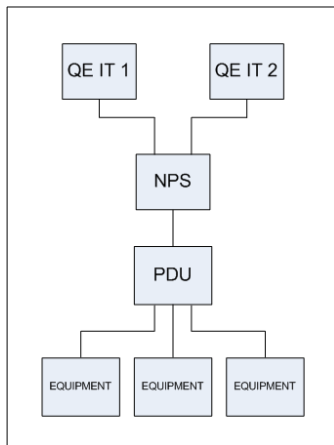 QE IT 1
QE IT 2
NPS
PDU
EQUIPMENT
EQUIPMENT
EQUIPMENT